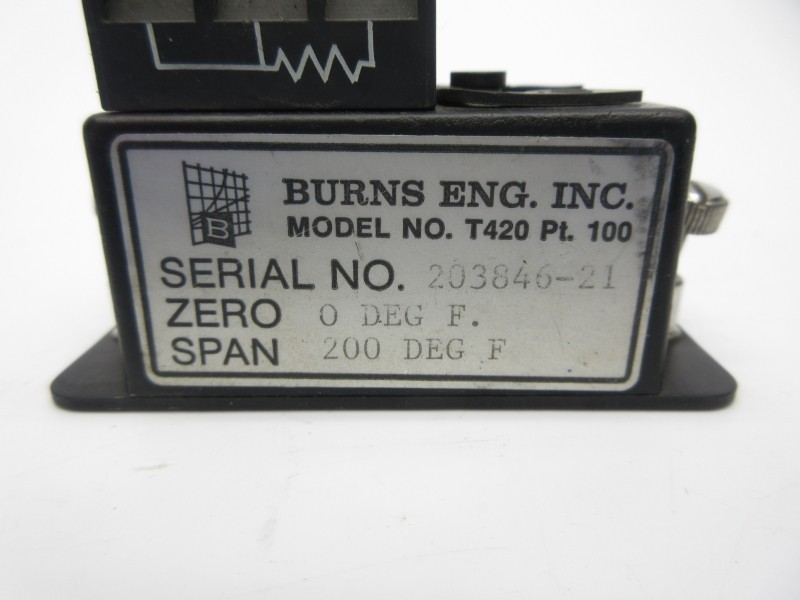 BURNS ENG. INC.
MODEL NO. T420 Pt. 100
B
SERIAL NO. 203846-21
ZERO 0 DEG F.
SPAN 200 DEG F